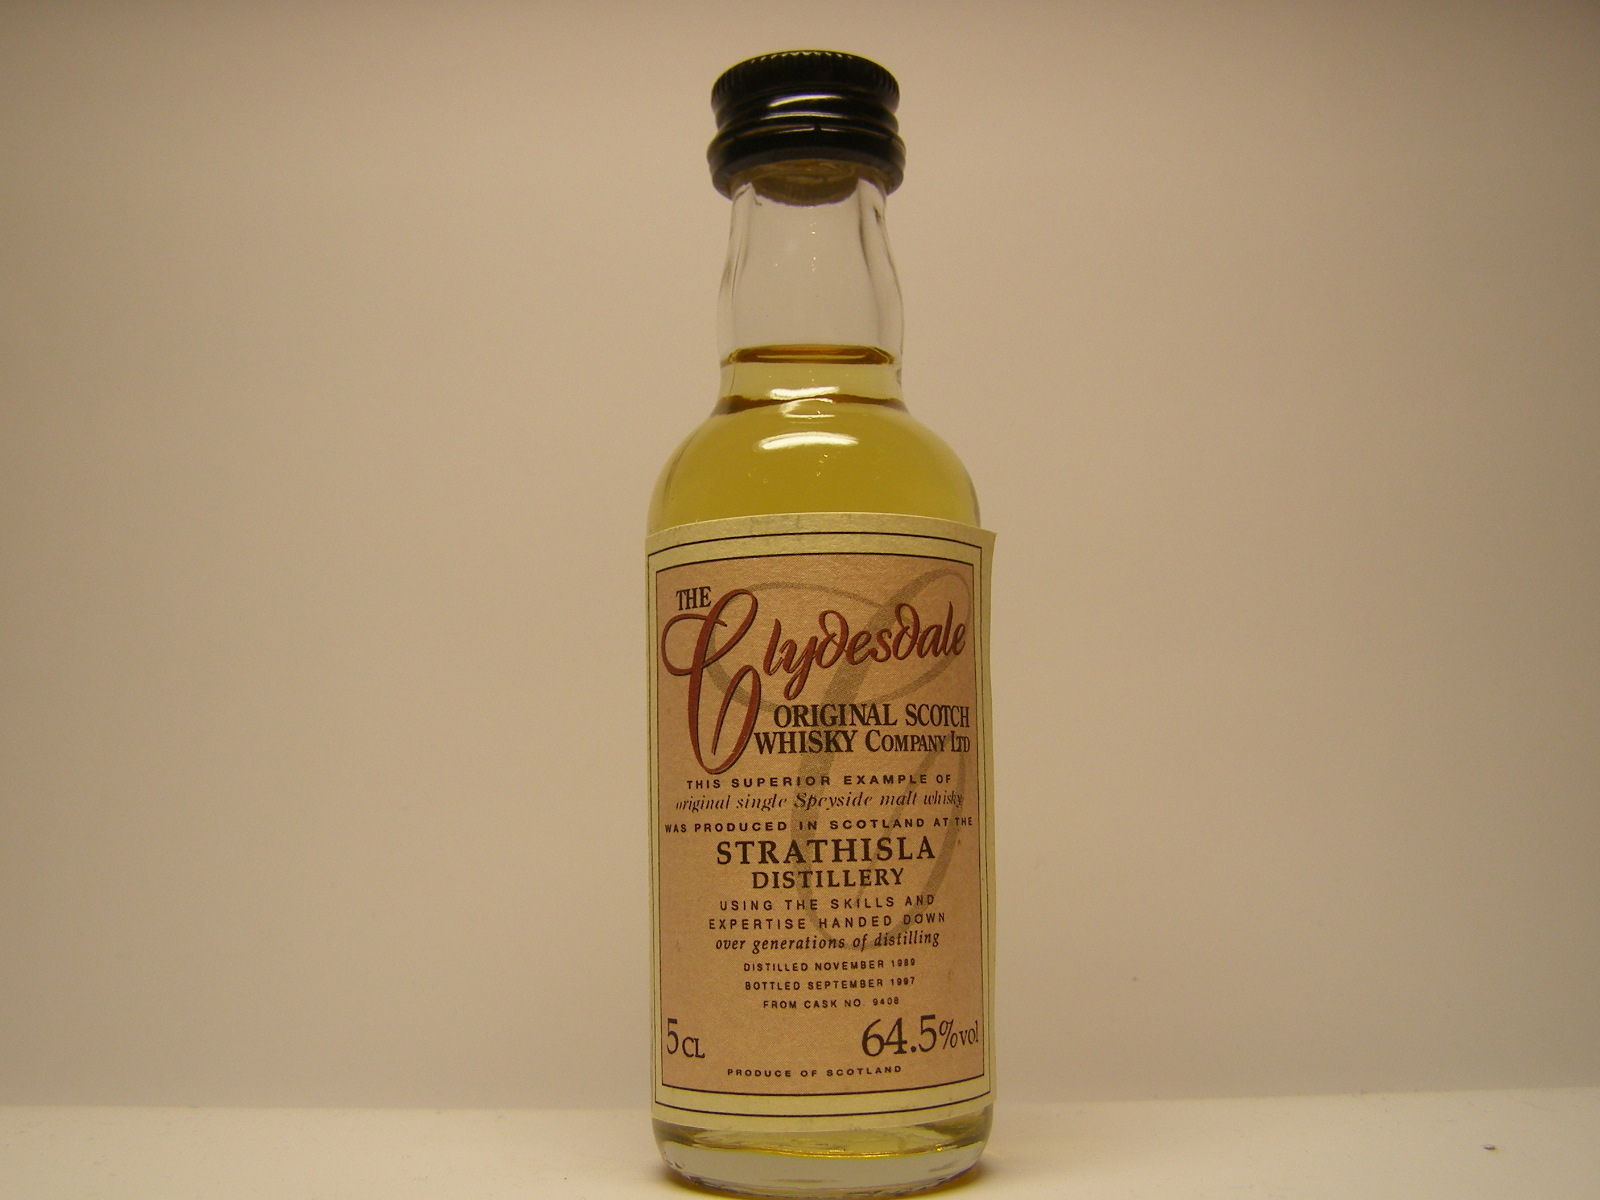 THE
Clydesdale
ORIGINAL SCOTCH
WHISKY COMPANY LTD
THIS SUPERIOR EXAMPLE OF
original single Speyside malt whisky
WAS PRODUCED IN SCOTLAND AT THE
STRATHISLA
DISTILLERY
USING THE SKILLS AND
EXPERTISE HANDED DOWN
over generations of distilling
DISTILLED NOVEMBER 1989
BOTTLED SEPTEMBER 1997
FROM CASK NO. 9408
5 CL 64.5% vol
PRODUCE OF SCOTLAND